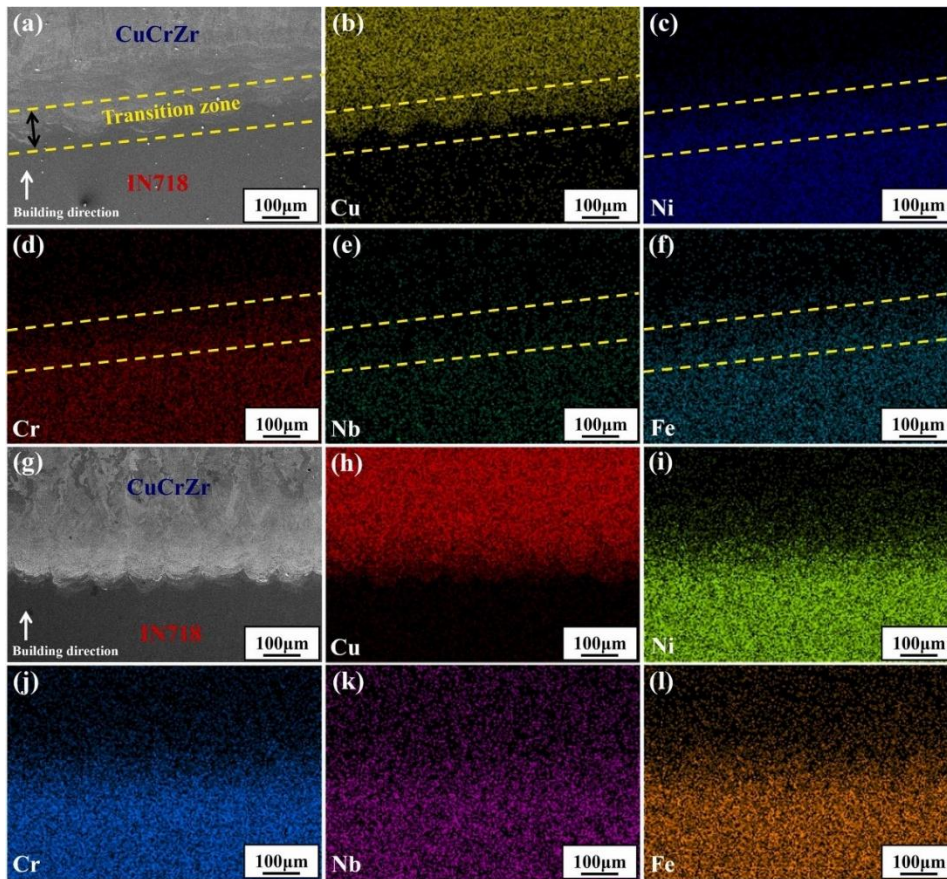 (a)
CuCrZr
Transition zone
IN718
Building direction
100μm
(b)
Cu
100μm
(c)
Ni
100μm
(d)
Cr
100μm
(e)
Nb
100μm
(f)
Fe
100μm
(g)
CuCrZr
IN718
Building direction
100μm
(h)
Cu
100μm
(i)
Ni
100μm
(j)
Cr
100μm
(k)
Nb
100μm
(l)
Fe
100μm